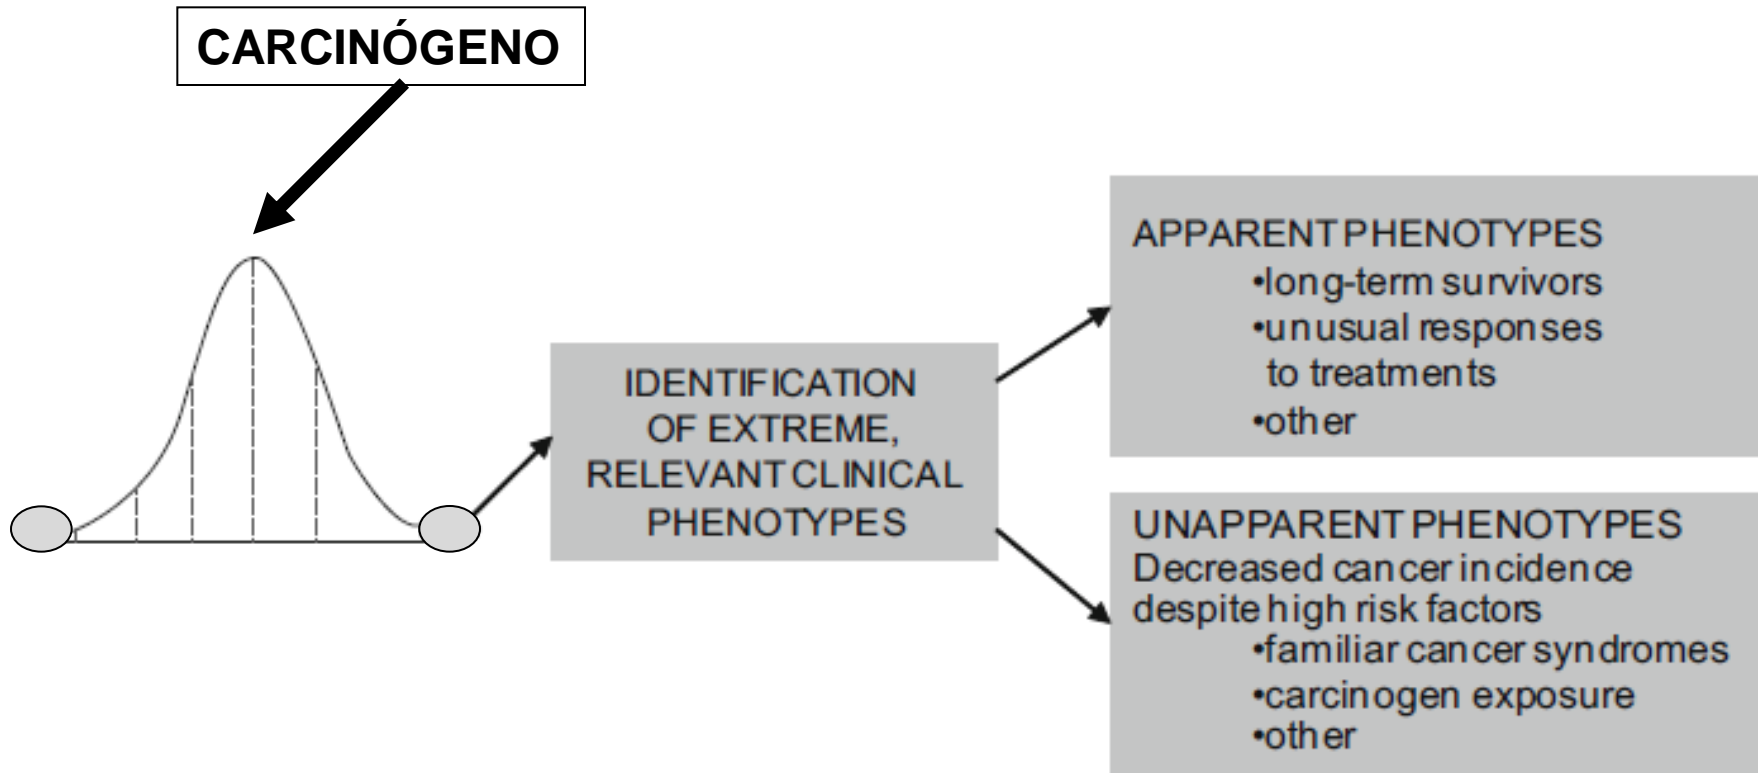 CARCINÓGENO
IDENTIFICATION
OF EXTREME,
RELEVANT CLINICAL
PHENOTYPES
APPARENT PHENOTYPES
•long-term survivors
•unusual responses
to treatments
•other
UNAPPARENT PHENOTYPES
Decreased cancer incidence
despite high risk factors
•familiar cancer syndromes
•carcinogen exposure
•other